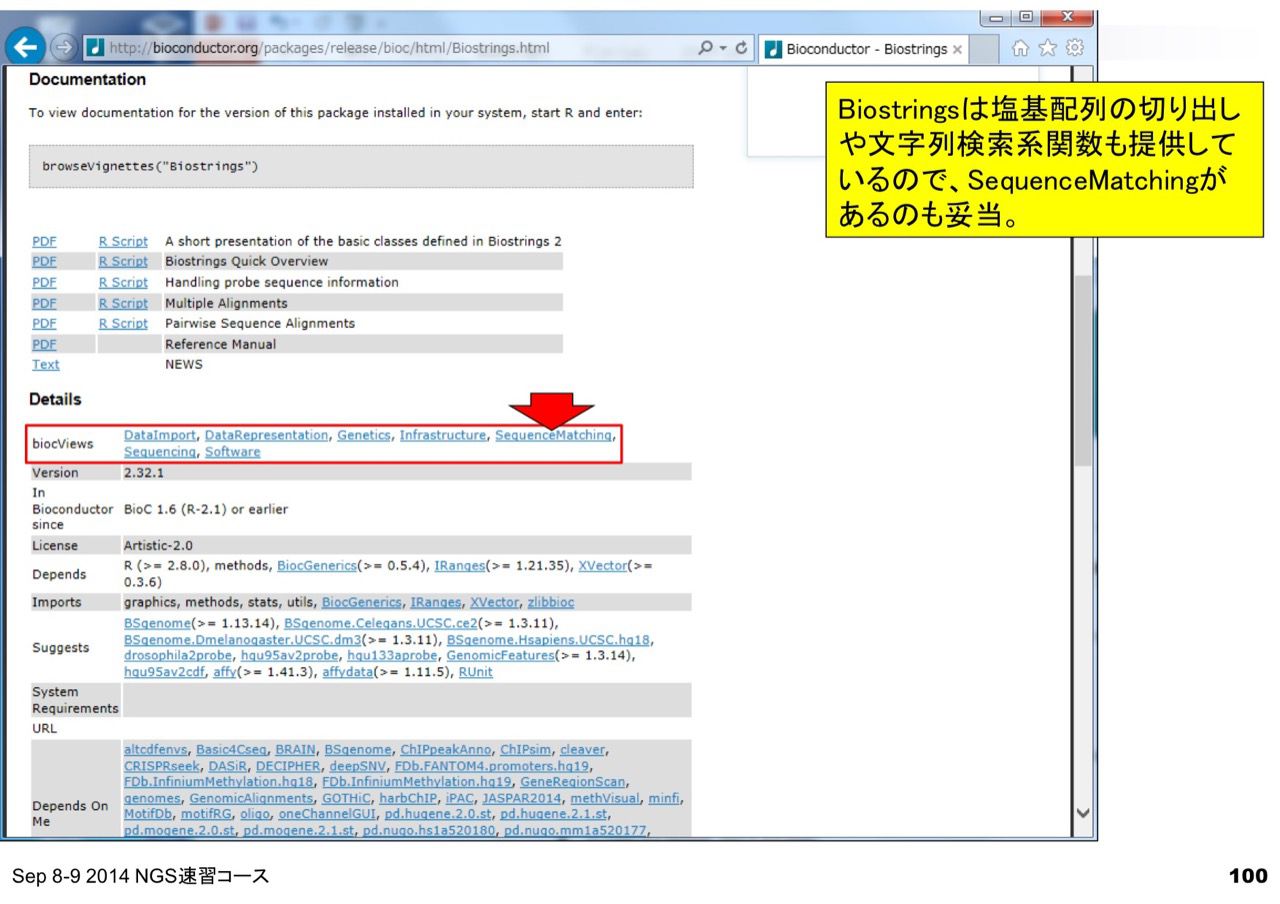 http://bioconductor.org/packages/release/bioc/html/Biostrings.html
Bioconductor - Biostrings
Biostringsは塩基配列の切り出し
や文字列検索系関数も提供して
いるので、SequenceMatchingが
あるのも妥当。
Documentation
To view documentation for the version of this package installed in your system, start R and enter:
browseVignettes("Biostrings")
PDF R Script A short presentation of the basic classes defined in Biostrings 2
PDF R Script Biostrings Quick Overview
PDF R Script Handling probe sequence information
PDF R Script Multiple Alignments
PDF R Script Pairwise Sequence Alignments
PDF Reference Manual
Text NEWS
Details
biocViews DataImport, DataRepresentation, Genetics, Infrastructure, SequenceMatching,
Sequencing, Software
Version 2.32.1
In
Bioconductor BioC 1.6 (R-2.1) or earlier
since
License Artistic-2.0
Depends R (>= 2.8.0), methods, BiocGenerics(>= 0.5.4), IRanges(>= 1.21.35), XVector(>=
0.3.6)
Imports graphics, methods, stats, utils, BiocGenerics, IRanges, XVector, zlibbioc
Suggests BSgenome(>= 1.13.14), BSgenome.Celegans.UCSC.ce2(>= 1.3.11),
BSgenome.Dmelanogaster.UCSC.dm3(>= 1.3.11), BSgenome.Hsapiens.UCSC.hg18,
drosophila2probe, hgu95av2probe, hgu133aprobe, GenomicFeatures(>= 1.3.14),
hgu95av2cdf, affy(>= 1.41.3), affydata(>= 1.11.5), RUnit
System
Requirements
URL
Depends On
Me
altcdfenvs, Basic4Cseq, BRAIN, BSgenome, ChIPpeakAnno, ChIPsim, cleaver,
CRISPRseek, DASiR, DECIPHER, deepSNV, FDb.FANTOM4.promoters.hg19,
FDb.InfiniumMethylation.hg18, FDb.InfiniumMethylation.hg19, GeneRegionScan,
genomes, GenomicAlignments, GOTHiC, harbChIP, iPAC, JASPAR2014, methVisual, minfi,
MotifDb, motifRG, oligo, oneChannelGUI, pd.hugene.2.0.st, pd.hugene.2.1.st,
pd.mogene.2.0.st, pd.mogene.2.1.st, pd.nugo.hs1a520180, pd.nugo.mm1a520177,
Sep 8-9 2014 NGS速習コース
100